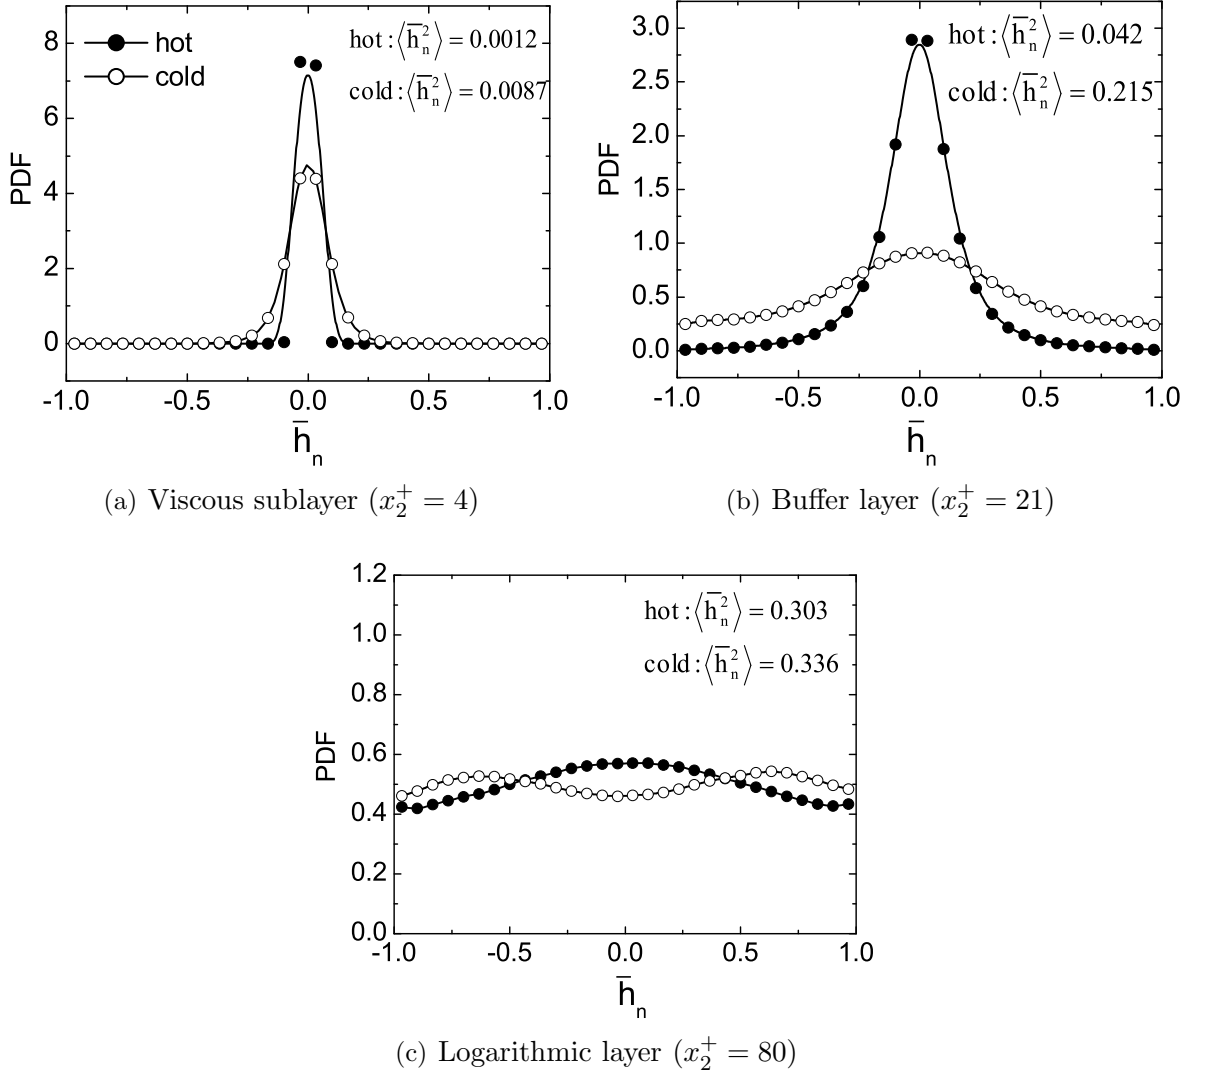 hot
cold
hot : ⟨h̄ₙ²⟩ = 0.0012
cold : ⟨h̄ₙ²⟩ = 0.0087
PDF
8
6
4
2
0
-1.0 -0.5 0.0 0.5 1.0
h̄ₙ
(a) Viscous sublayer (x₂⁺ = 4)
hot : ⟨h̄ₙ²⟩ = 0.042
cold : ⟨h̄ₙ²⟩ = 0.215
PDF
3.0
2.5
2.0
1.5
1.0
0.5
0.0
-1.0 -0.5 0.0 0.5 1.0
h̄ₙ
(b) Buffer layer (x₂⁺ = 21)
hot : ⟨h̄ₙ²⟩ = 0.303
cold : ⟨h̄ₙ²⟩ = 0.336
PDF
1.2
1.0
0.8
0.6
0.4
0.2
0.0
-1.0 -0.5 0.0 0.5 1.0
h̄ₙ
(c) Logarithmic layer (x₂⁺ = 80)